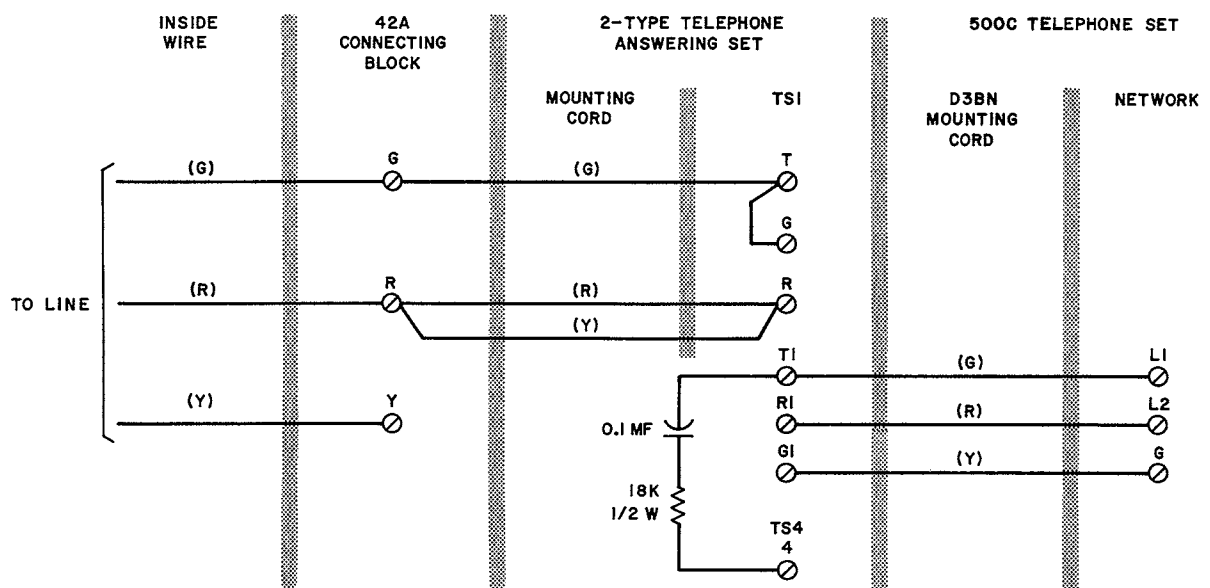 INSIDE
WIRE
42A
CONNECTING
BLOCK
2-TYPE TELEPHONE
ANSWERING SET
500C TELEPHONE SET
MOUNTING
CORD
TS1
D3BN
MOUNTING
CORD
NETWORK
(G)
G
(G)
T
G
TO LINE
(R)
R
(R)
(Y)
R
T1
(G)
L1
(Y)
Y
0.1 MF
R1
(R)
L2
G1
(Y)
G
18K
1/2 W
TS4
4